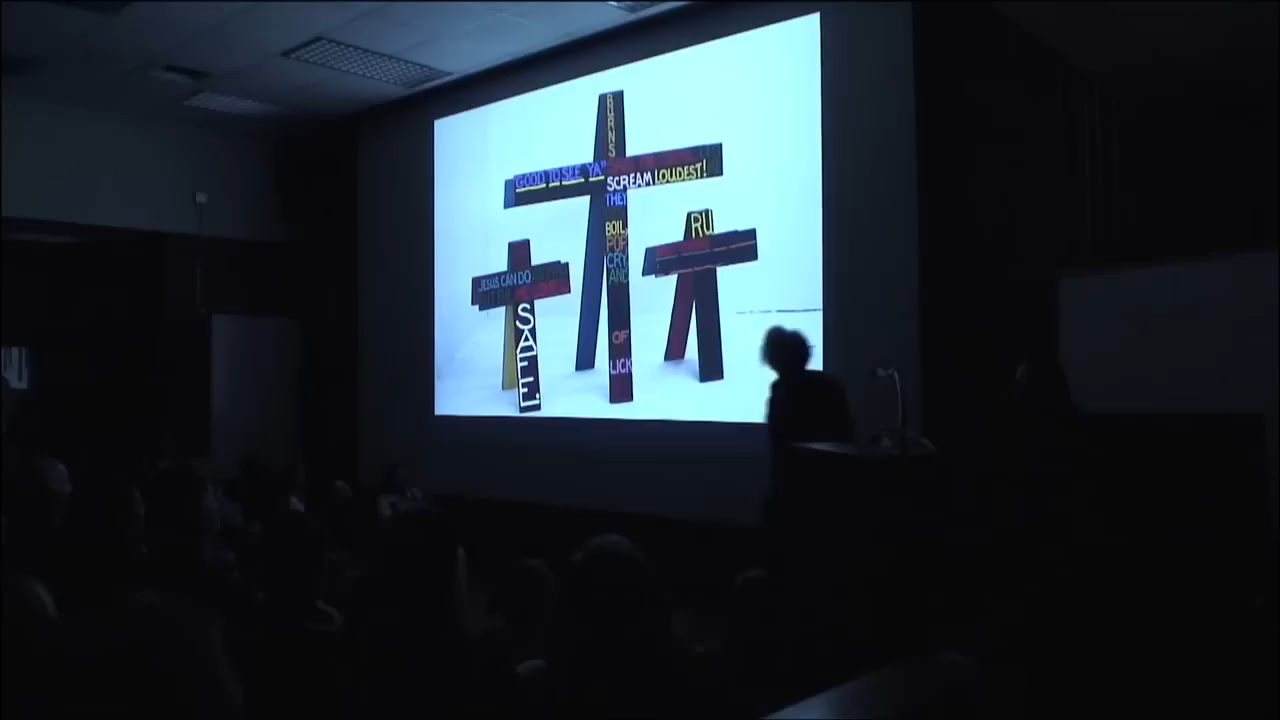 BURNS
"GOOD TO SEE YA"
SCREAM LOUDEST!
THEY
BOIL,
POP
CRY,
AND
OF
LICK
JESUS CAN DO
SAFE.
RU